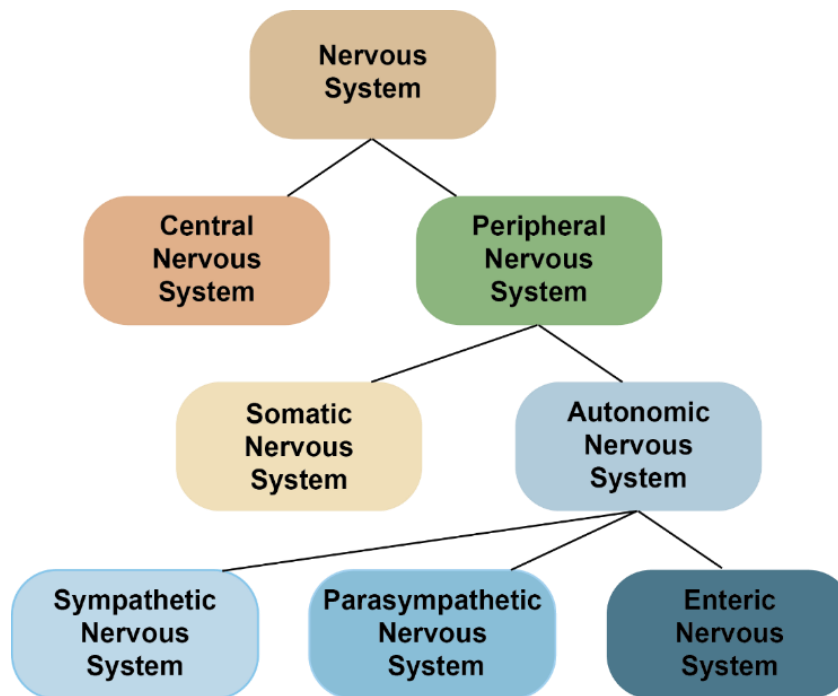 Nervous
System
Central
Nervous
System
Peripheral
Nervous
System
Somatic
Nervous
System
Autonomic
Nervous
System
Sympathetic
Nervous
System
Parasympathetic
Nervous
System
Enteric
Nervous
System